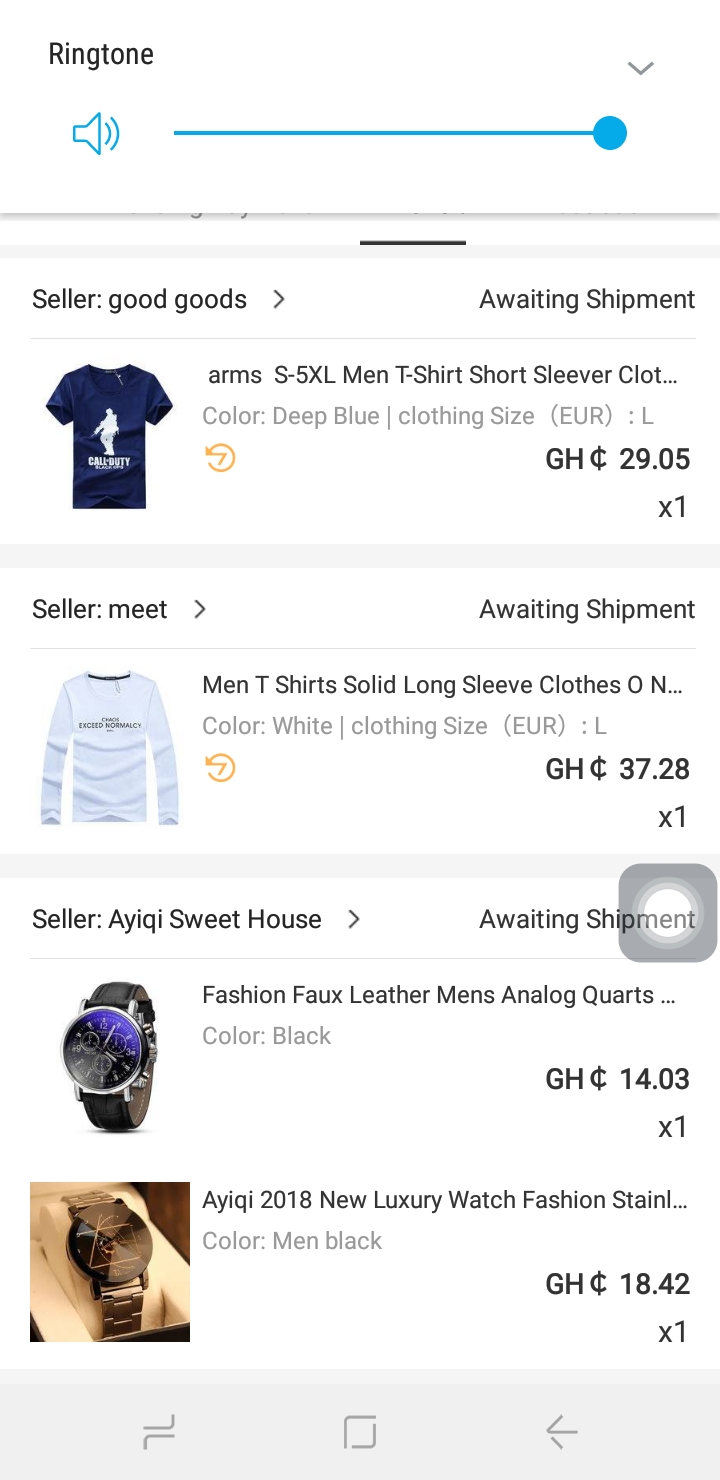 Ringtone
Seller: good goods
Awaiting Shipment
arms S-5XL Men T-Shirt Short Sleever Clot...
Color: Deep Blue | clothing Size（EUR）: L
CALL DUTY
BLACK OPS
7
GH₵ 29.05
x1
Seller: meet
Awaiting Shipment
Men T Shirts Solid Long Sleeve Clothes O N...
CHAOS
EXCEED NORMALCY
Color: White | clothing Size（EUR）: L
7
GH₵ 37.28
x1
Seller: Ayiqi Sweet House
Awaiting Shipment
Fashion Faux Leather Mens Analog Quarts ...
Color: Black
GH₵ 14.03
x1
Ayiqi 2018 New Luxury Watch Fashion Stainl...
Color: Men black
GH₵ 18.42
x1